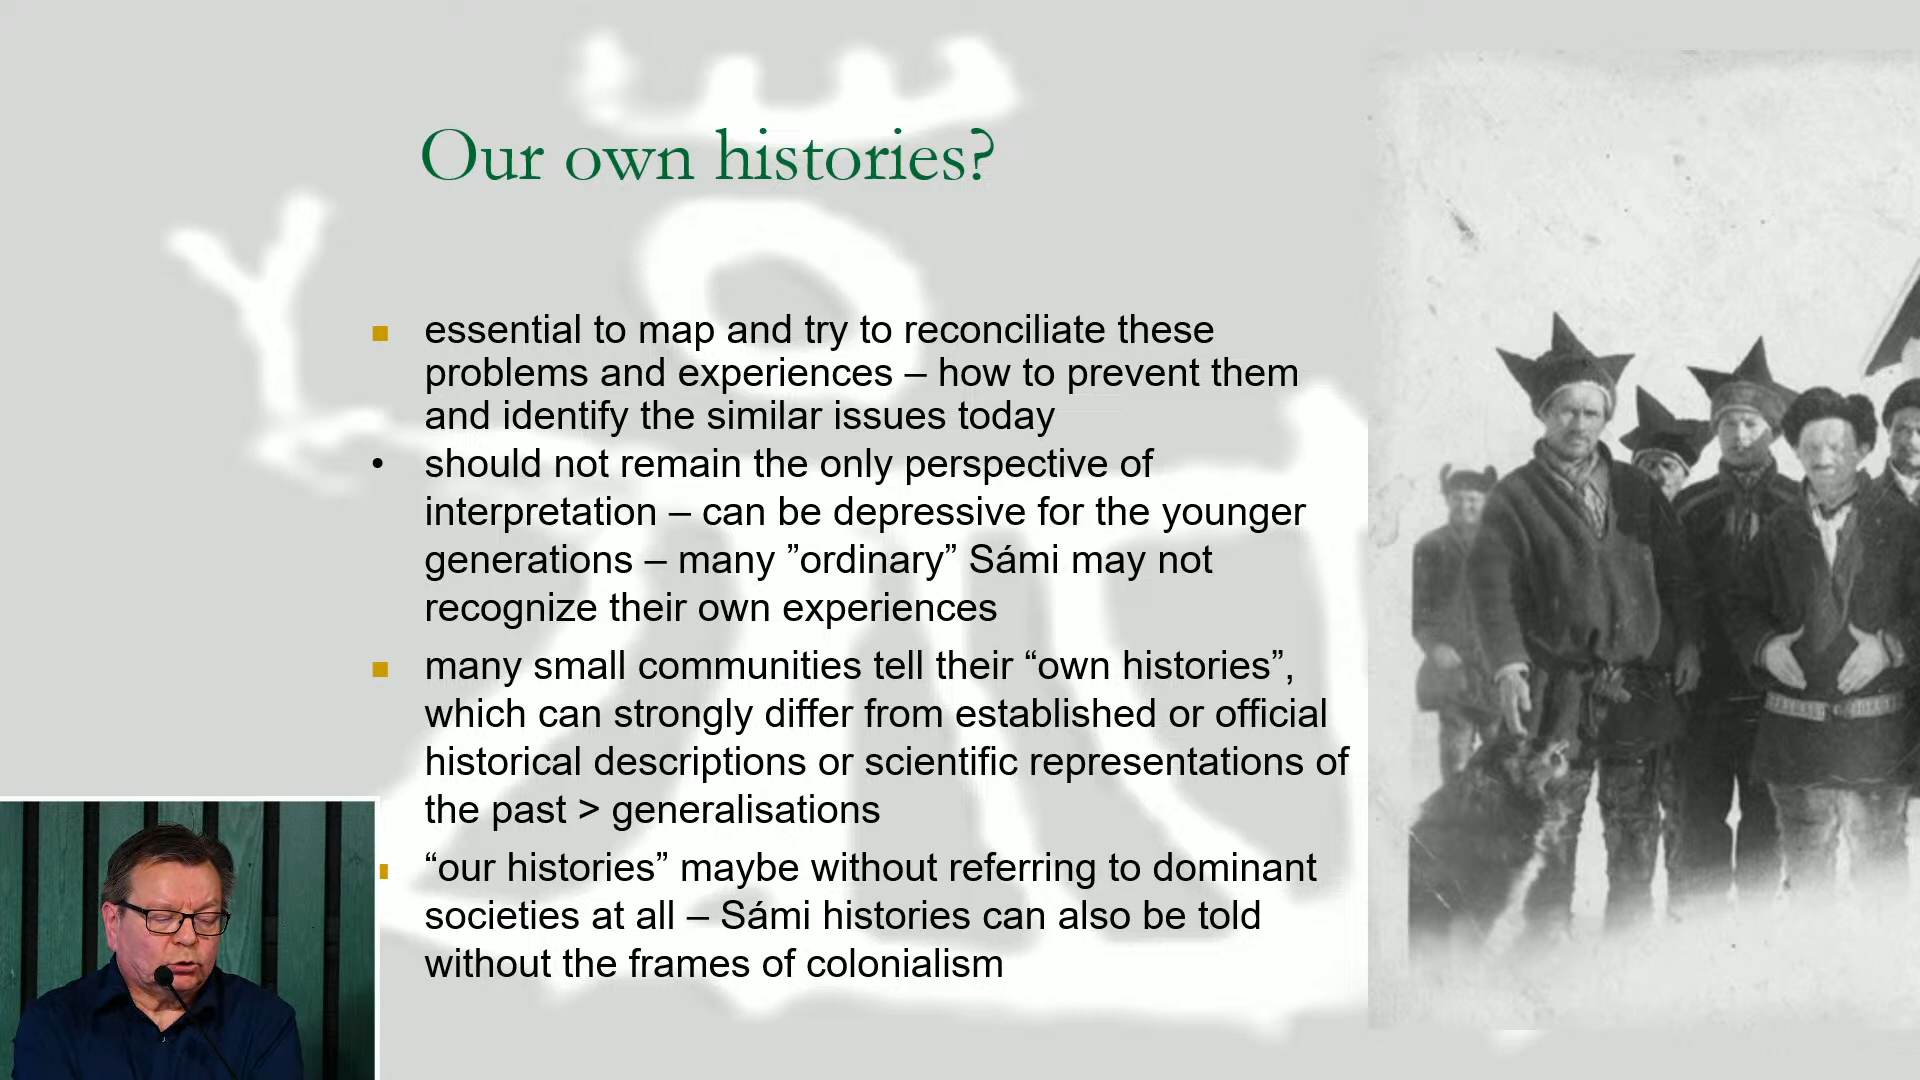 Our own histories?
essential to map and try to reconciliate these
problems and experiences – how to prevent them
and identify the similar issues today
should not remain the only perspective of
interpretation – can be depressive for the younger
generations – many ”ordinary” Sámi may not
recognize their own experiences
many small communities tell their “own histories”,
which can strongly differ from established or official
historical descriptions or scientific representations of
the past > generalisations
“our histories” maybe without referring to dominant
societies at all – Sámi histories can also be told
without the frames of colonialism